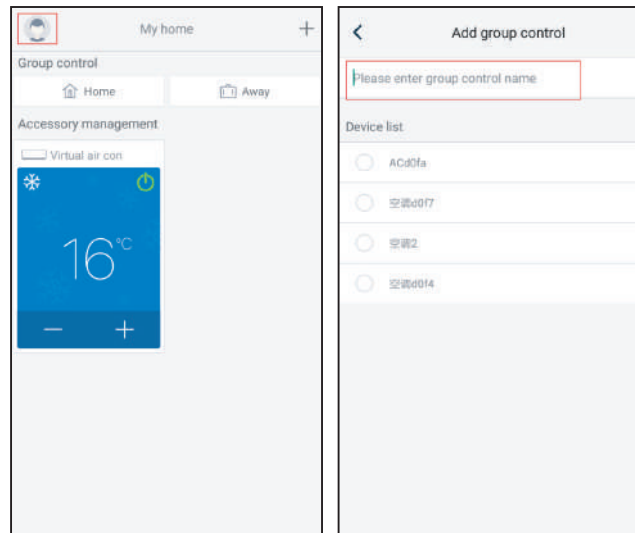 My home
+
Group control
Home
Away
Accessory management
Virtual air con
16°C
— +
Add group control
Please enter group control name
Device list
ACd0fa
空调d0f7
空调2
空调d0f4